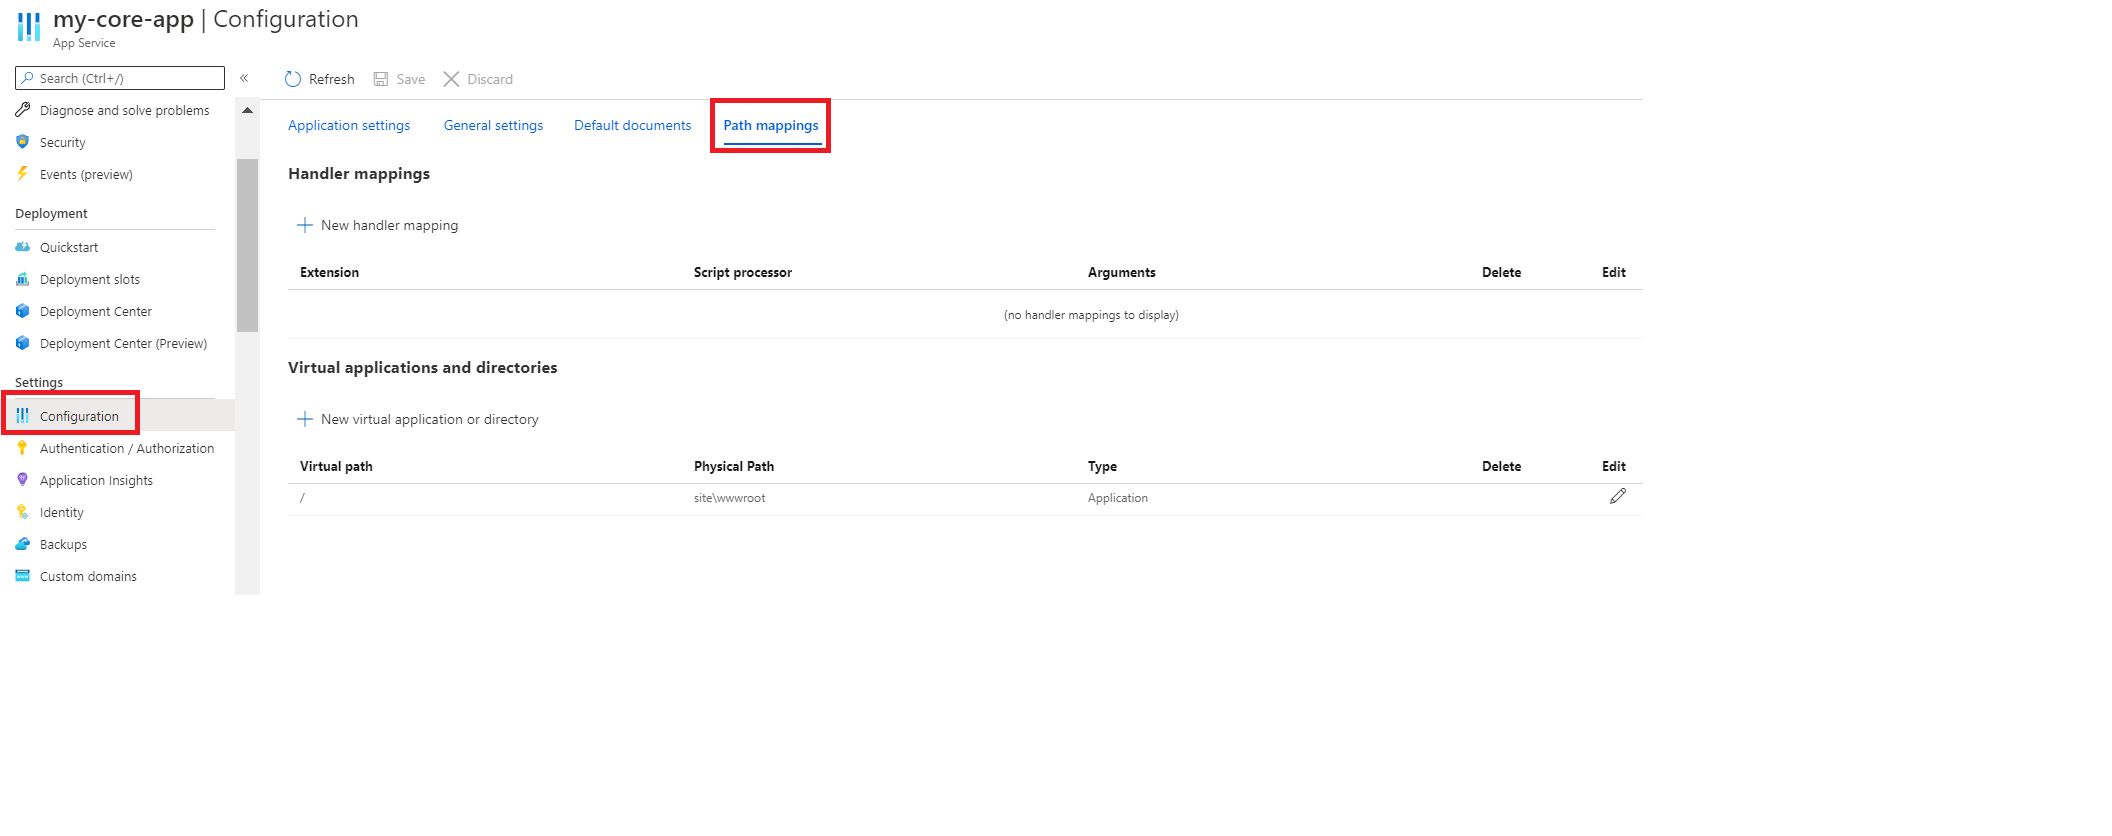 my-core-app | Configuration
App Service
Search (Ctrl+/)
«
Diagnose and solve problems
Security
Events (preview)
Deployment
Quickstart
Deployment slots
Deployment Center
Deployment Center (Preview)
Settings
Configuration
Authentication / Authorization
Application Insights
Identity
Backups
Custom domains
Refresh Save Discard
Application settings General settings Default documents Path mappings
Handler mappings
New handler mapping
Extension Script processor Arguments Delete Edit
(no handler mappings to display)
Virtual applications and directories
New virtual application or directory
Virtual path Physical Path Type Delete Edit
/ site\wwwroot Application